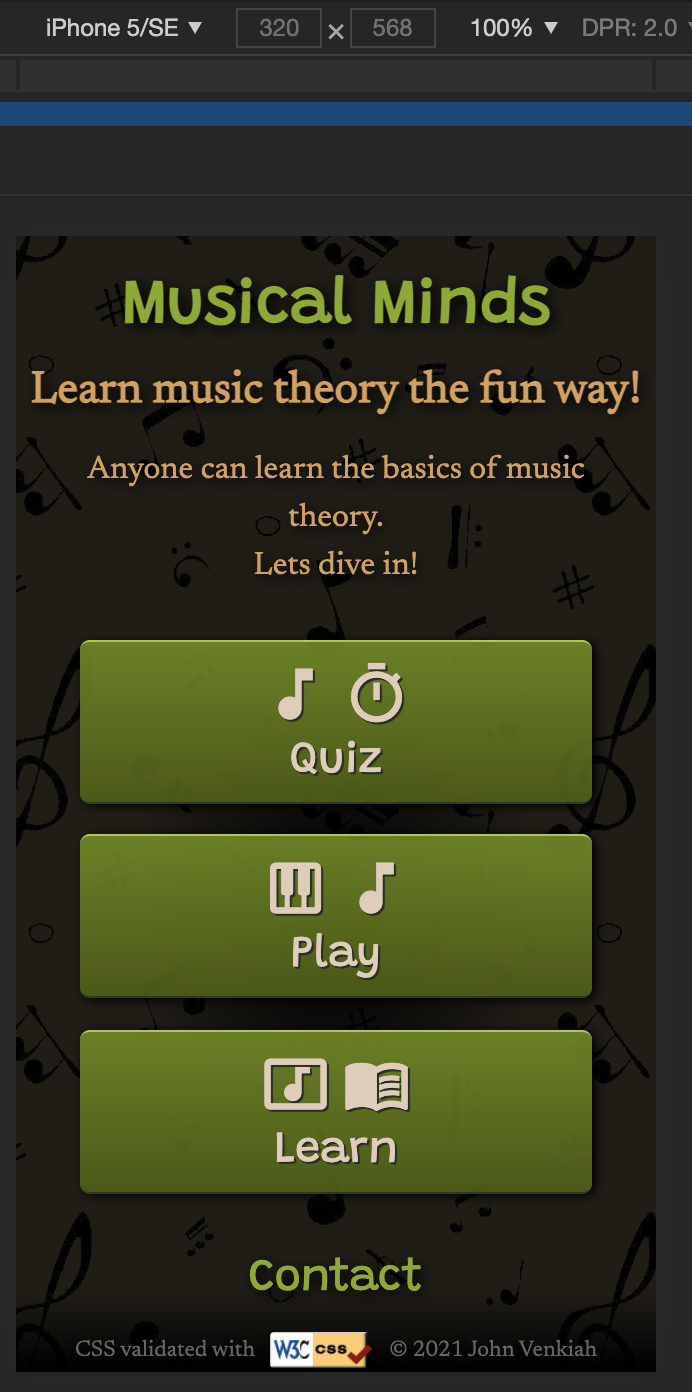 iPhone 5/SE ▼ 320 × 568 100% ▼ DPR: 2.0
Musical Minds
Learn music theory the fun way!
Anyone can learn the basics of music
theory.
Lets dive in!
Quiz
Play
Learn
Contact
CSS validated with W3C css © 2021 John Venkiah